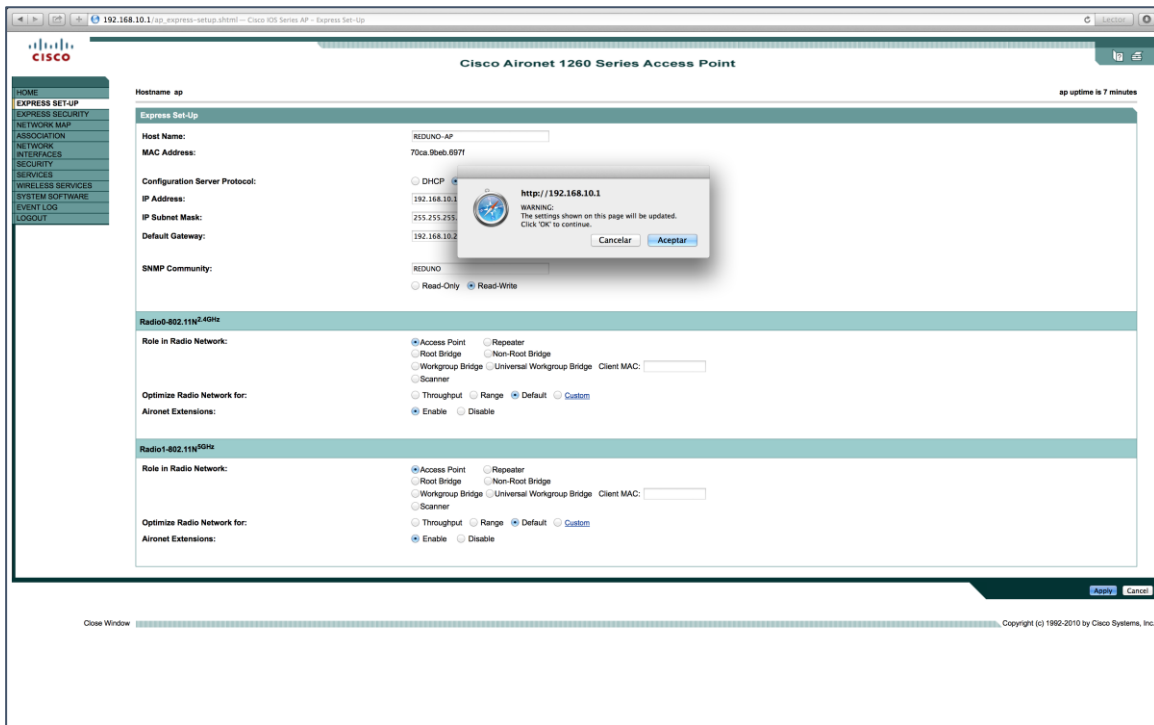 192.168.10.1/ap_express-setup.shtml — Cisco IOS Series AP - Express Set-Up
Lector
CISCO
Cisco Aironet 1260 Series Access Point
HOME
EXPRESS SET-UP
EXPRESS SECURITY
NETWORK MAP
ASSOCIATION
NETWORK
INTERFACES
SECURITY
SERVICES
WIRELESS SERVICES
SYSTEM SOFTWARE
EVENT LOG
LOGOUT
Hostname ap
ap uptime is 7 minutes
Express Set-Up
Host Name: REDUNO-AP
MAC Address: 70ca.9beb.697f
Configuration Server Protocol: DHCP
IP Address: 192.168.10.1
IP Subnet Mask: 255.255.255.
Default Gateway: 192.168.10.2
http://192.168.10.1
WARNING:
The settings shown on this page will be updated.
Click 'OK' to continue.
Cancelar Aceptar
SNMP Community: REDUNO
Read-Only Read-Write
Radio0-802.11N2.4GHz
Role in Radio Network: Access Point Repeater
Root Bridge Non-Root Bridge
Workgroup Bridge Universal Workgroup Bridge Client MAC:
Scanner
Optimize Radio Network for: Throughput Range Default Custom
Aironet Extensions: Enable Disable
Radio1-802.11N5GHz
Role in Radio Network: Access Point Repeater
Root Bridge Non-Root Bridge
Workgroup Bridge Universal Workgroup Bridge Client MAC:
Scanner
Optimize Radio Network for: Throughput Range Default Custom
Aironet Extensions: Enable Disable
Apply Cancel
Close Window
Copyright (c) 1992-2010 by Cisco Systems, Inc.